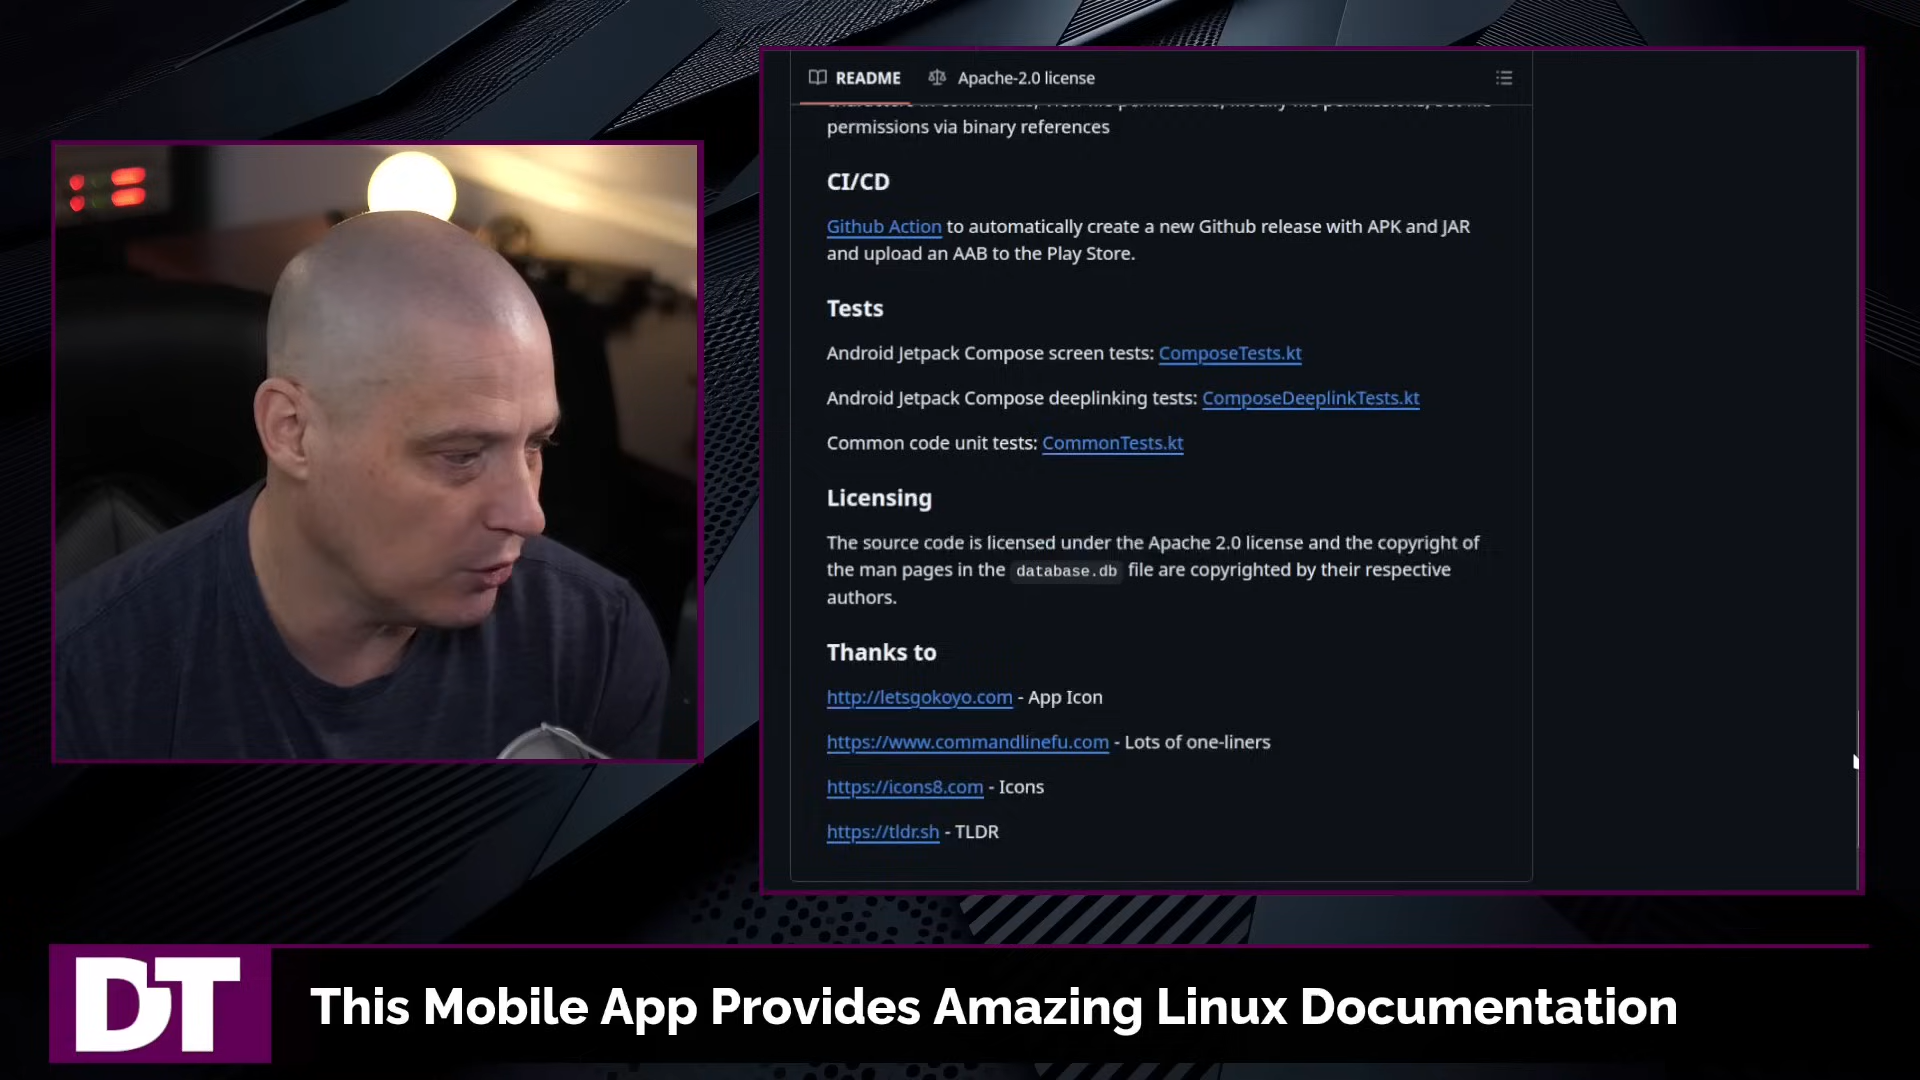 README Apache-2.0 license
permissions via binary references
CI/CD
Github Action to automatically create a new Github release with APK and JAR
and upload an AAB to the Play Store.
Tests
Android Jetpack Compose screen tests: ComposeTests.kt
Android Jetpack Compose deeplinking tests: ComposeDeeplinkTests.kt
Common code unit tests: CommonTests.kt
Licensing
The source code is licensed under the Apache 2.0 license and the copyright of
the man pages in the database.db file are copyrighted by their respective
authors.
Thanks to
http://letsgokoyo.com - App Icon
https://www.commandlinefu.com - Lots of one-liners
https://icons8.com - Icons
https://tldr.sh - TLDR
DT
This Mobile App Provides Amazing Linux Documentation